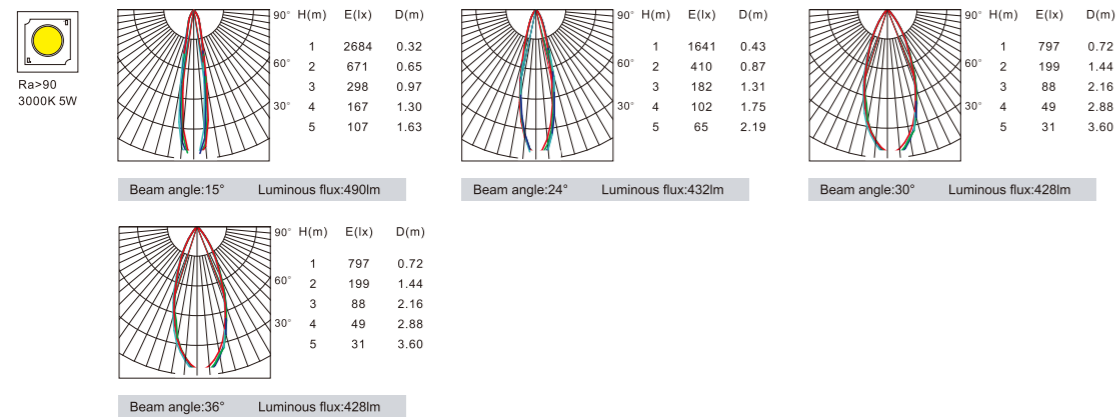 Ra>90
3000K 5W
90° H(m) E(lx) D(m)
1 2684 0.32
60° 2 671 0.65
3 298 0.97
30° 4 167 1.30
5 107 1.63
Beam angle:15° Luminous flux:490lm
90° H(m) E(lx) D(m)
1 1641 0.43
60° 2 410 0.87
3 182 1.31
30° 4 102 1.75
5 65 2.19
Beam angle:24° Luminous flux:432lm
90° H(m) E(lx) D(m)
1 797 0.72
60° 2 199 1.44
3 88 2.16
30° 4 49 2.88
5 31 3.60
Beam angle:30° Luminous flux:428lm
90° H(m) E(lx) D(m)
1 797 0.72
60° 2 199 1.44
3 88 2.16
30° 4 49 2.88
5 31 3.60
Beam angle:36° Luminous flux:428lm